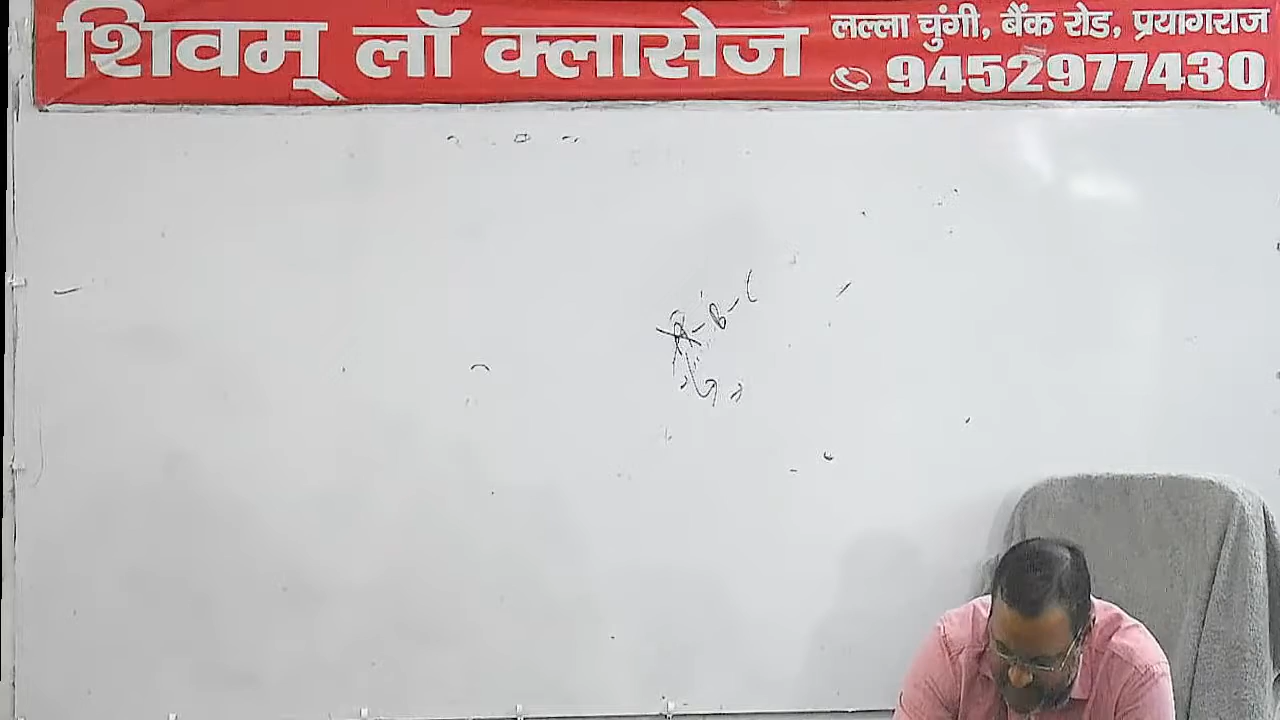 शिवम् लॉ क्लासेज
लल्ला चुंगी, बैंक रोड, प्रयागराज
9452977430
A-B-C